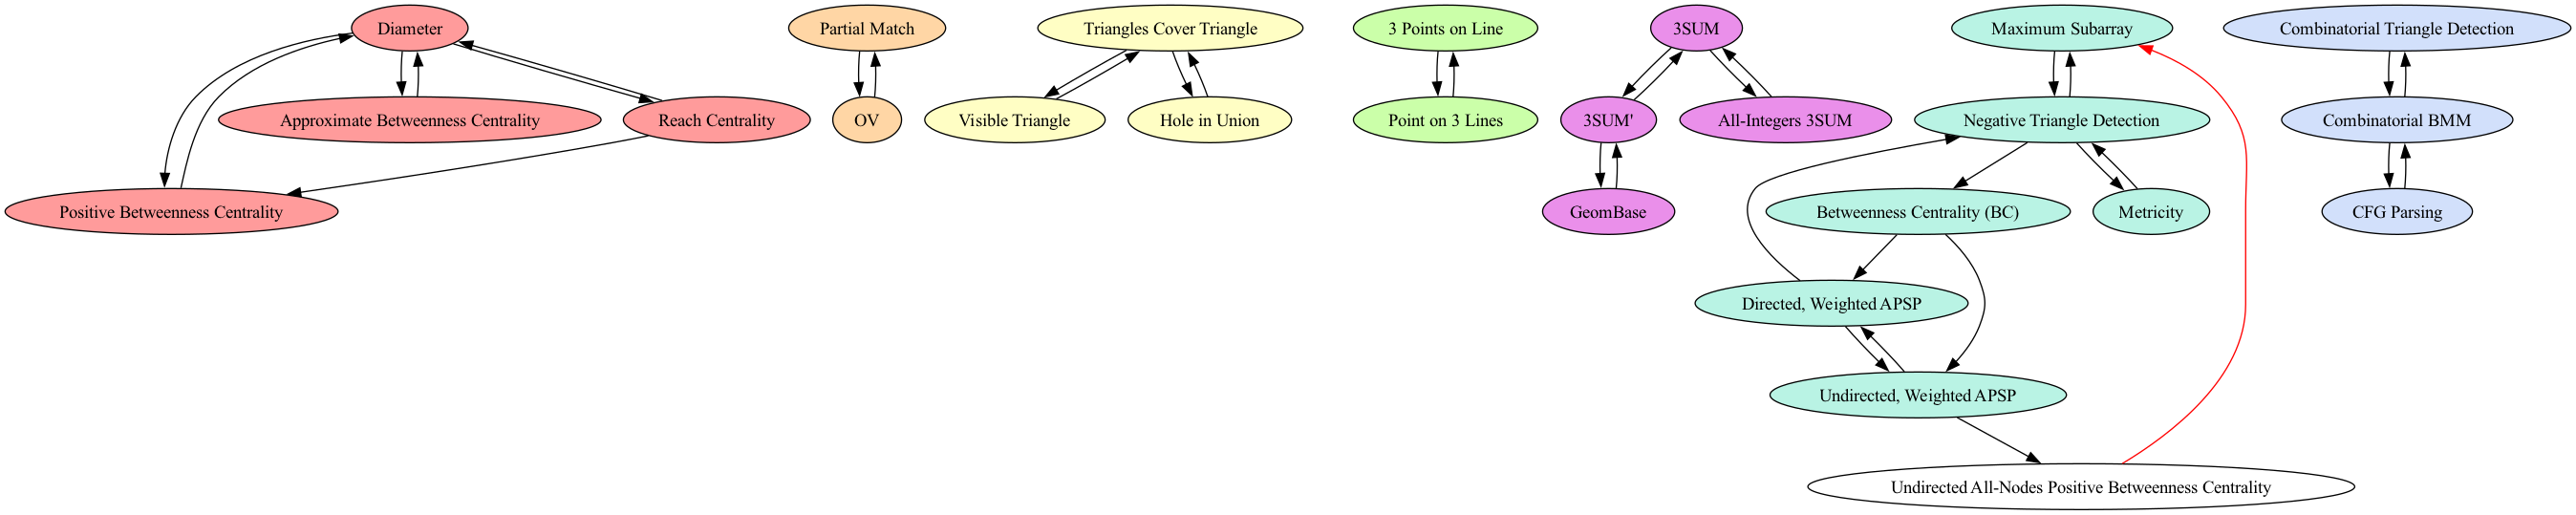 Diameter
Partial Match
Triangles Cover Triangle
3 Points on Line
3SUM
Maximum Subarray
Combinatorial Triangle Detection
Approximate Betweenness Centrality
Reach Centrality
OV
Visible Triangle
Hole in Union
Point on 3 Lines
3SUM'
All-Integers 3SUM
Negative Triangle Detection
Combinatorial BMM
Positive Betweenness Centrality
GeomBase
Betweenness Centrality (BC)
Metricity
CFG Parsing
Directed, Weighted APSP
Undirected, Weighted APSP
Undirected All-Nodes Positive Betweenness Centrality